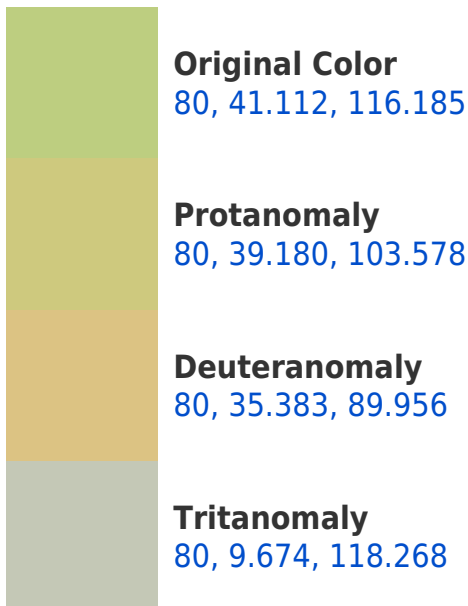 Original Color
80, 41.112, 116.185
Protanomaly
80, 39.180, 103.578
Deuteranomaly
80, 35.383, 89.956
Tritanomaly
80, 9.674, 118.268